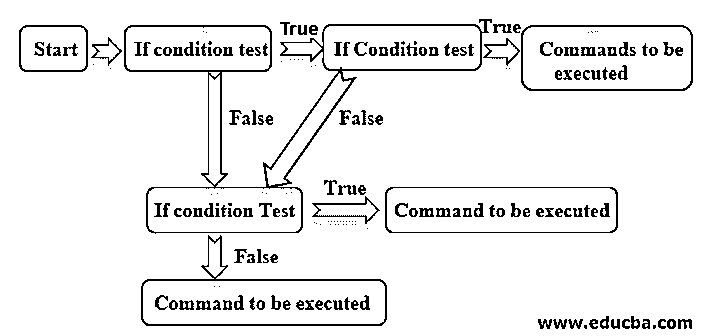 Start
If condition test
True
If Condition test
True
Commands to be
executed
False
False
If condition Test
True
Command to be executed
False
Command to be executed
www.educba.com